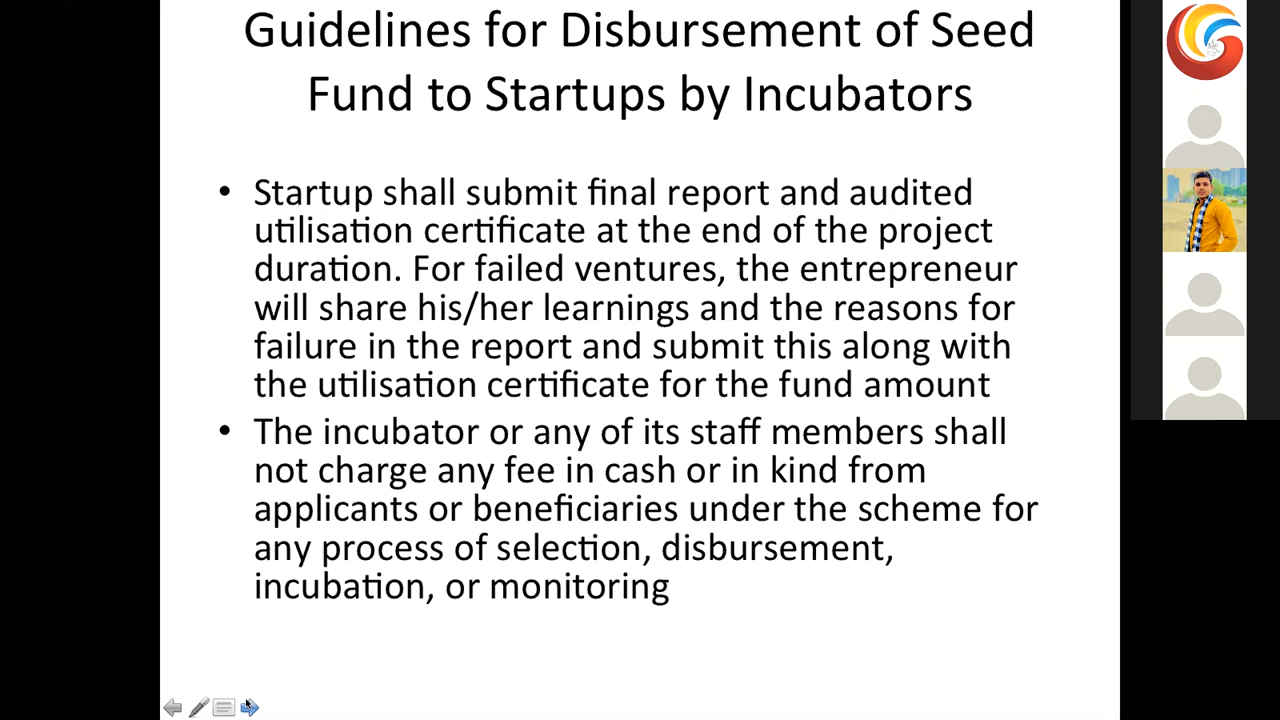 Guidelines for Disbursement of Seed
Fund to Startups by Incubators
• Startup shall submit final report and audited
utilisation certificate at the end of the project
duration. For failed ventures, the entrepreneur
will share his/her learnings and the reasons for
failure in the report and submit this along with
the utilisation certificate for the fund amount
• The incubator or any of its staff members shall
not charge any fee in cash or in kind from
applicants or beneficiaries under the scheme for
any process of selection, disbursement,
incubation, or monitoring